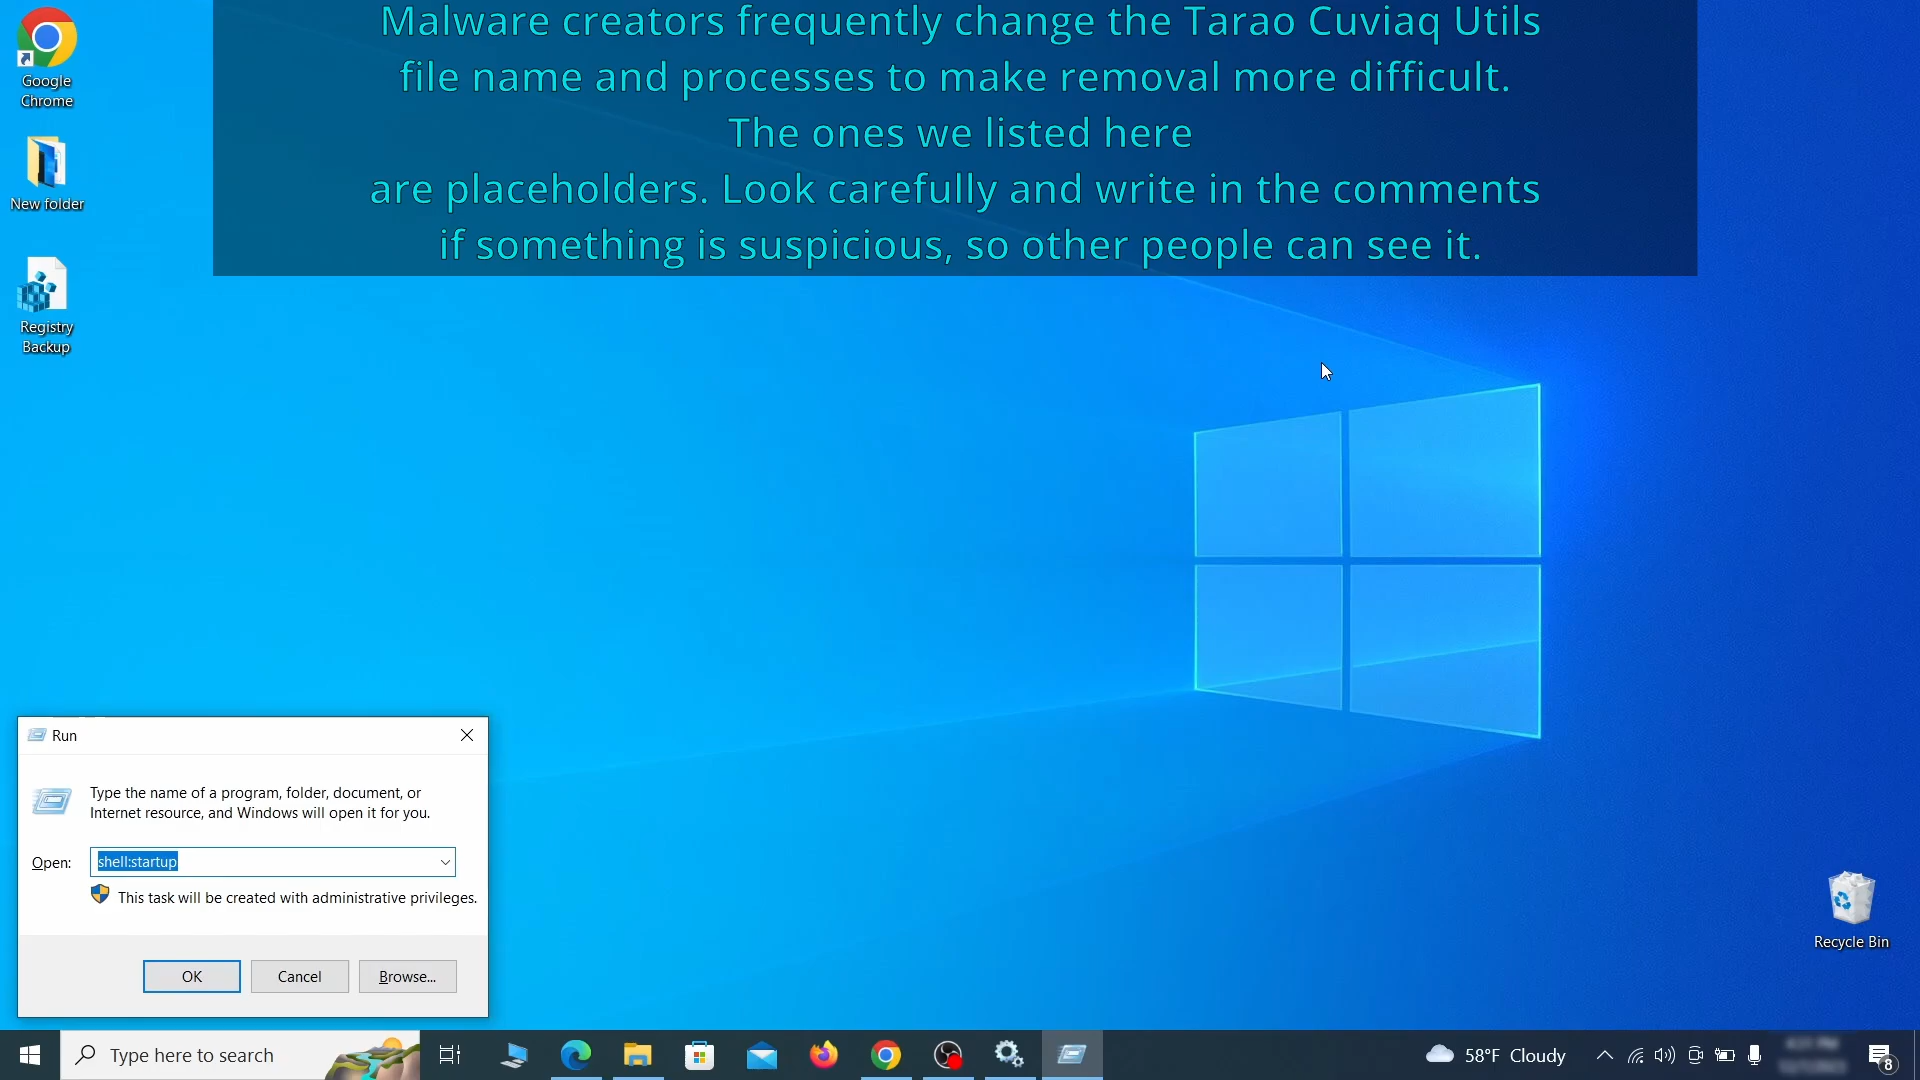 Malware creators frequently change the Tarao Cuviaq Utils
file name and processes to make removal more difficult.
The ones we listed here
are placeholders. Look carefully and write in the comments
if something is suspicious, so other people can see it.
Google
Chrome
New folder
Registry
Backup
Run
Type the name of a program, folder, document, or
Internet resource, and Windows will open it for you.
Open: shell:startup
This task will be created with administrative privileges.
OK Cancel Browse...
Recycle Bin
Type here to search
58°F Cloudy
8